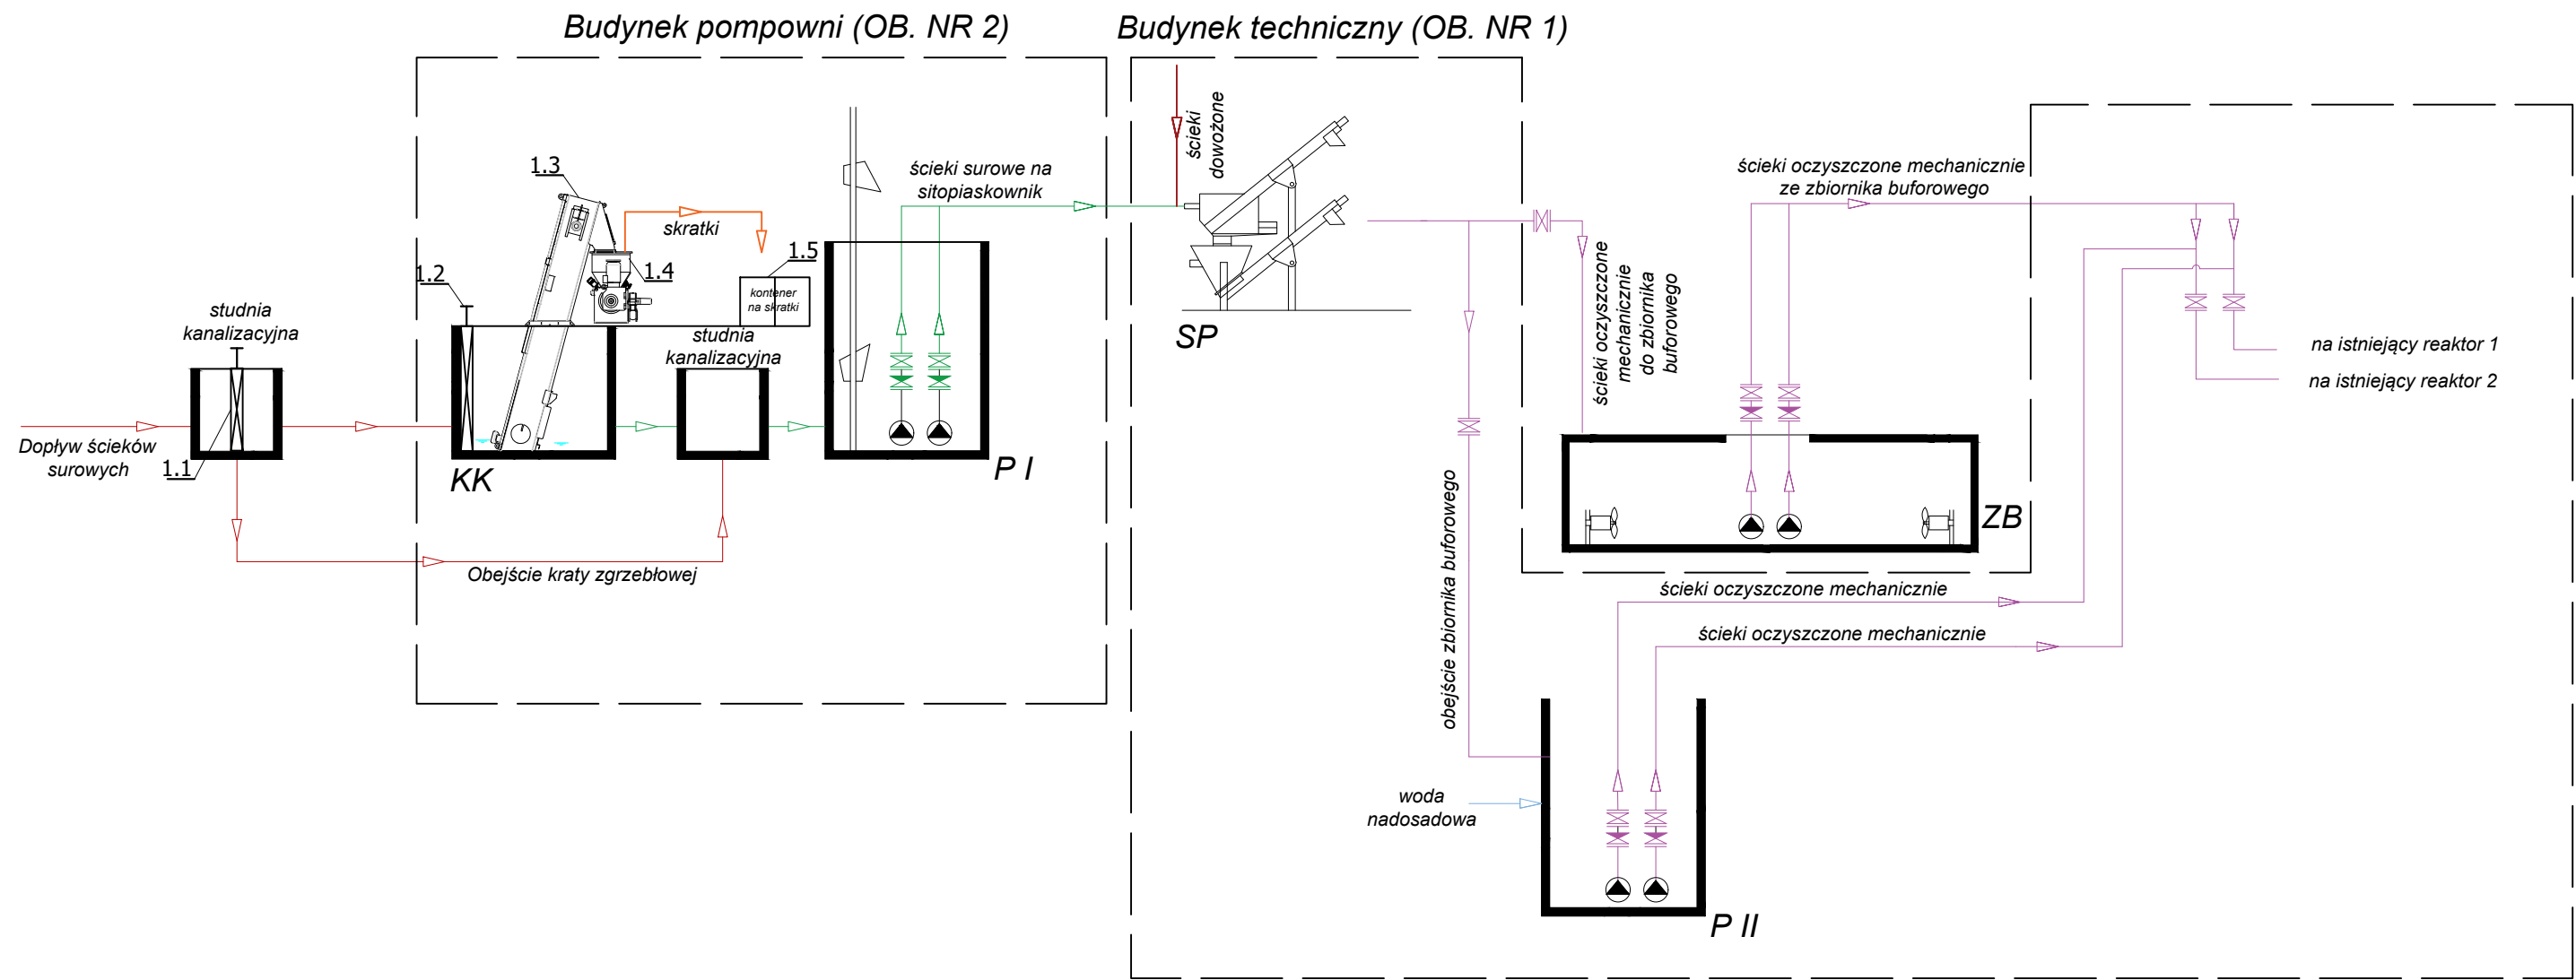 Budynek pompowni (OB. NR 2)
Budynek techniczny (OB. NR 1)
ścieki
dowożone
ścieki surowe na
sitopiaskownik
ścieki oczyszczone mechanicznie
ze zbiornika buforowego
1.3
skratki
1.4
1.5
kontener
na skratki
1.2
studnia
kanalizacyjna
studnia
kanalizacyjna
SP
ścieki oczyszczone
mechanicznie
do zbiornika
buforowego
na istniejący reaktor 1
na istniejący reaktor 2
Dopływ ścieków
surowych
1.1
KK
P I
ZB
Obejście kraty zgrzebłowej
obejście zbiornika buforowego
ścieki oczyszczone mechanicznie
ścieki oczyszczone mechanicznie
woda
nadosadowa
P II